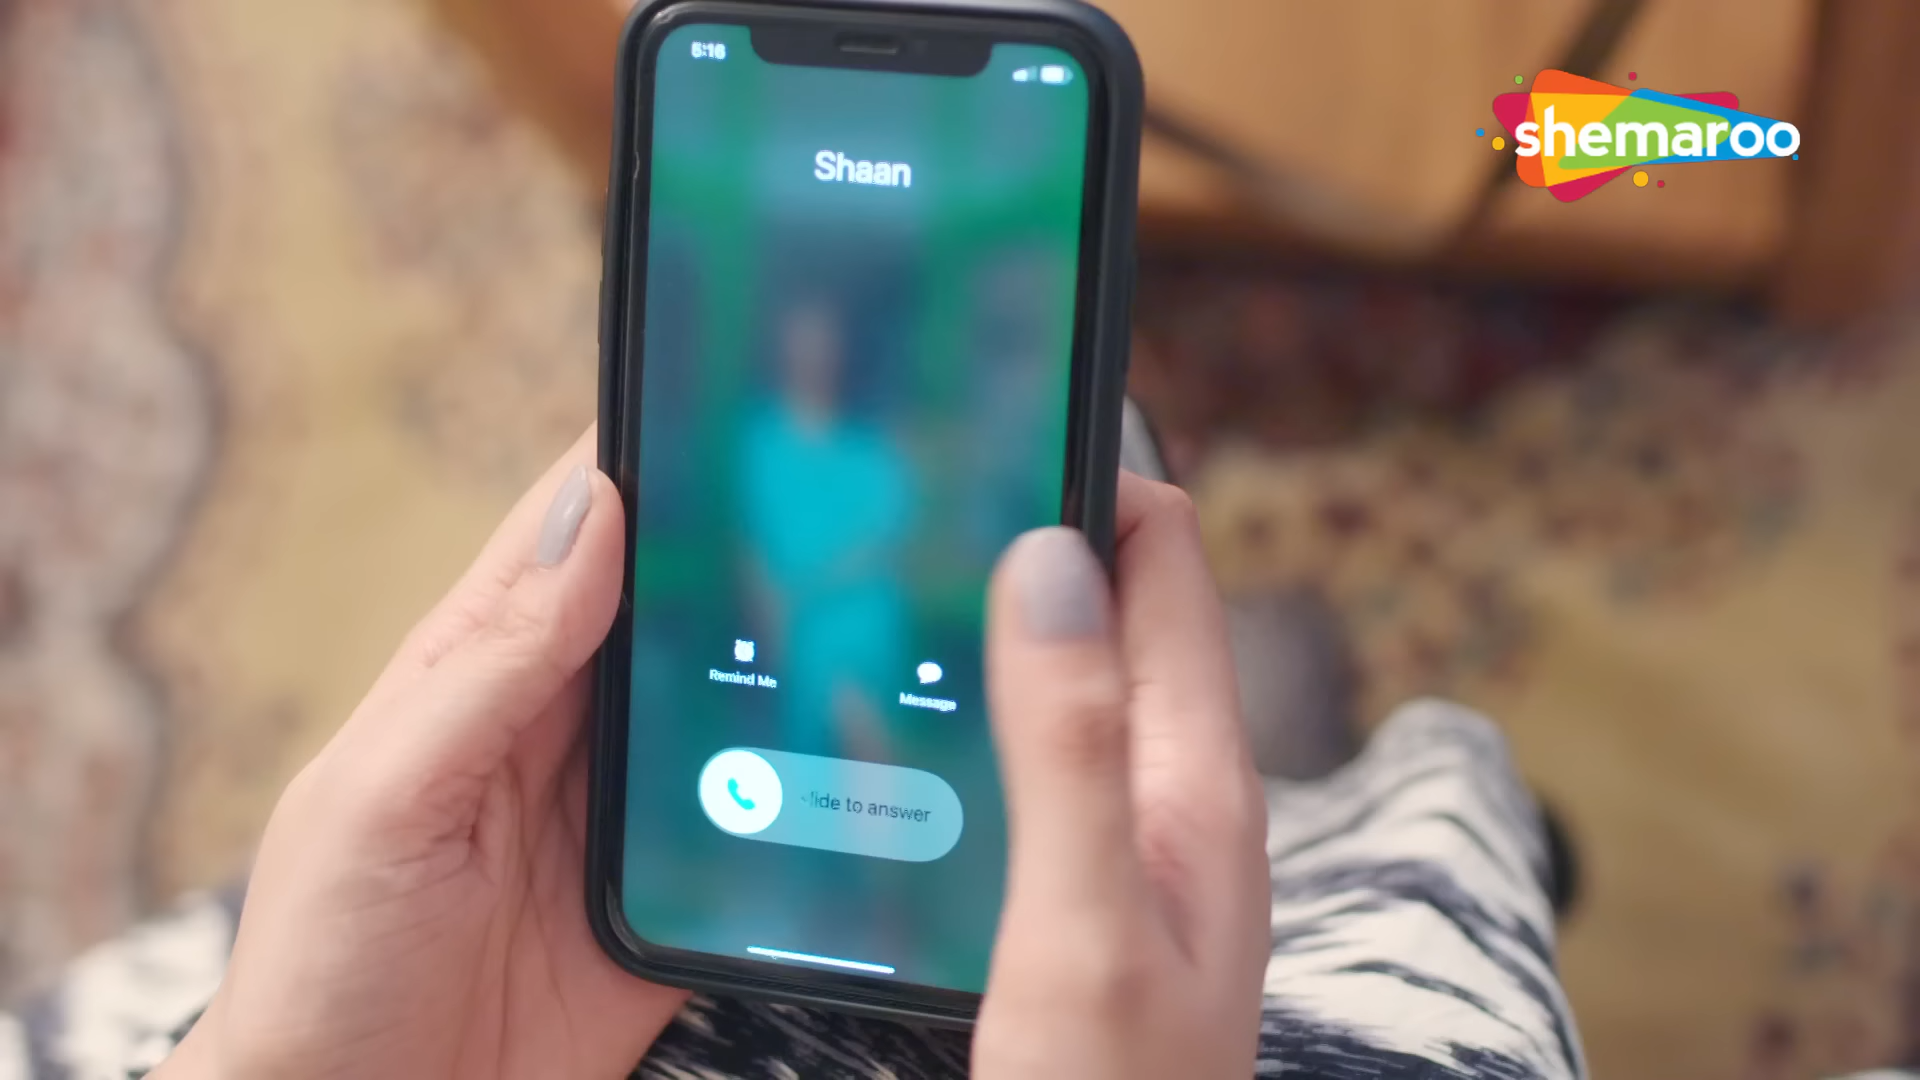 5:16
shemaroo
Shaan
Remind Me
Message
lide to answer